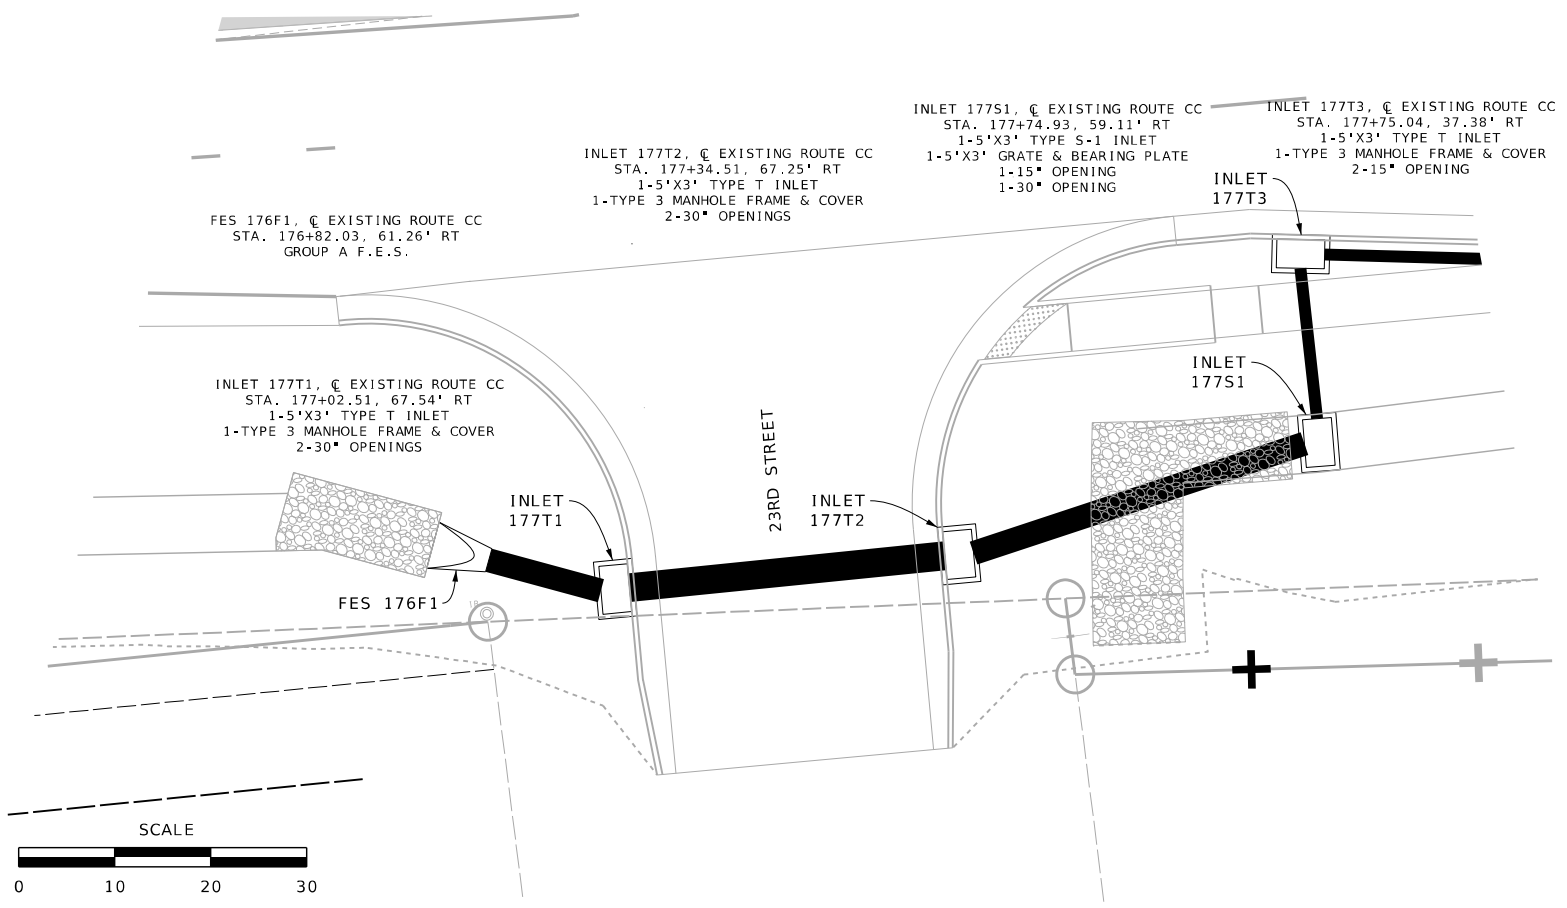 INLET 177S1, ℄ EXISTING ROUTE CC
STA. 177+74.93, 59.11' RT
1-5'X3' TYPE S-1 INLET
1-5'X3' GRATE & BEARING PLATE
1-15" OPENING
1-30" OPENING
INLET 177T3, ℄ EXISTING ROUTE CC
STA. 177+75.04, 37.38' RT
1-5'X3' TYPE T INLET
1-TYPE 3 MANHOLE FRAME & COVER
2-15" OPENING
INLET 177T2, ℄ EXISTING ROUTE CC
STA. 177+34.51, 67.25' RT
1-5'X3' TYPE T INLET
1-TYPE 3 MANHOLE FRAME & COVER
2-30" OPENINGS
INLET
177T3
FES 176F1, ℄ EXISTING ROUTE CC
STA. 176+82.03, 61.26' RT
GROUP A F.E.S.
INLET
177S1
INLET 177T1, ℄ EXISTING ROUTE CC
STA. 177+02.51, 67.54' RT
1-5'X3' TYPE T INLET
1-TYPE 3 MANHOLE FRAME & COVER
2-30" OPENINGS
23RD STREET
INLET
177T1
INLET
177T2
FES 176F1
SCALE
0 10 20 30